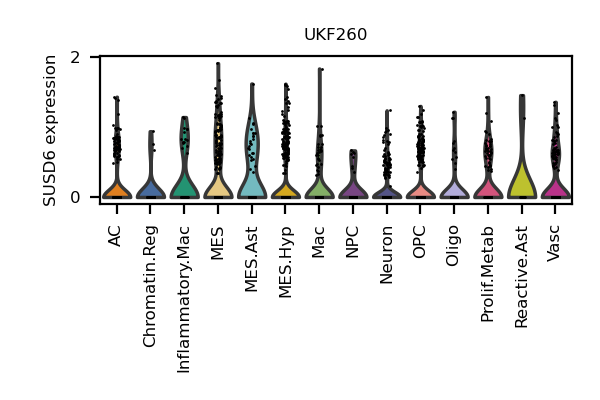 UKF260
SUSD6 expression
2
0
AC
Chromatin.Reg
Inflammatory.Mac
MES
MES.Ast
MES.Hyp
Mac
NPC
Neuron
OPC
Oligo
Prolif.Metab
Reactive.Ast
Vasc